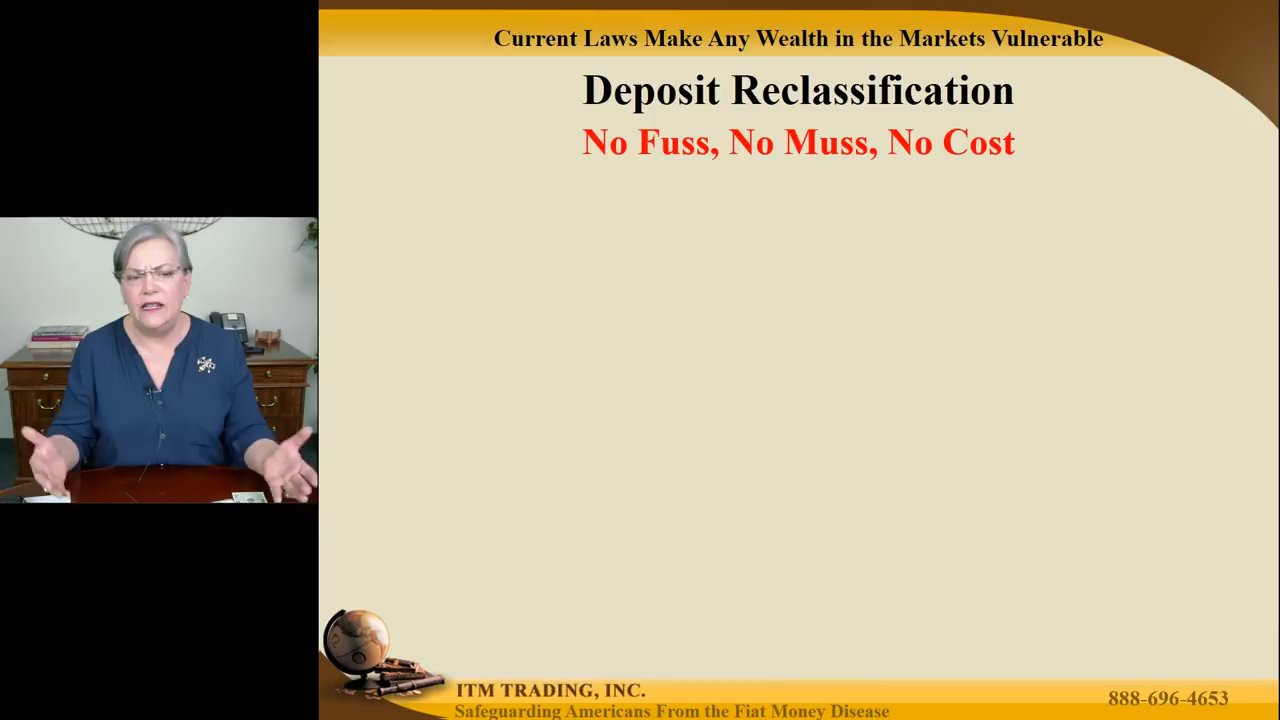 Current Laws Make Any Wealth in the Markets Vulnerable
Deposit Reclassification
No Fuss, No Muss, No Cost
ITM TRADING, INC.
Safeguarding Americans From the Fiat Money Disease
888-696-4653